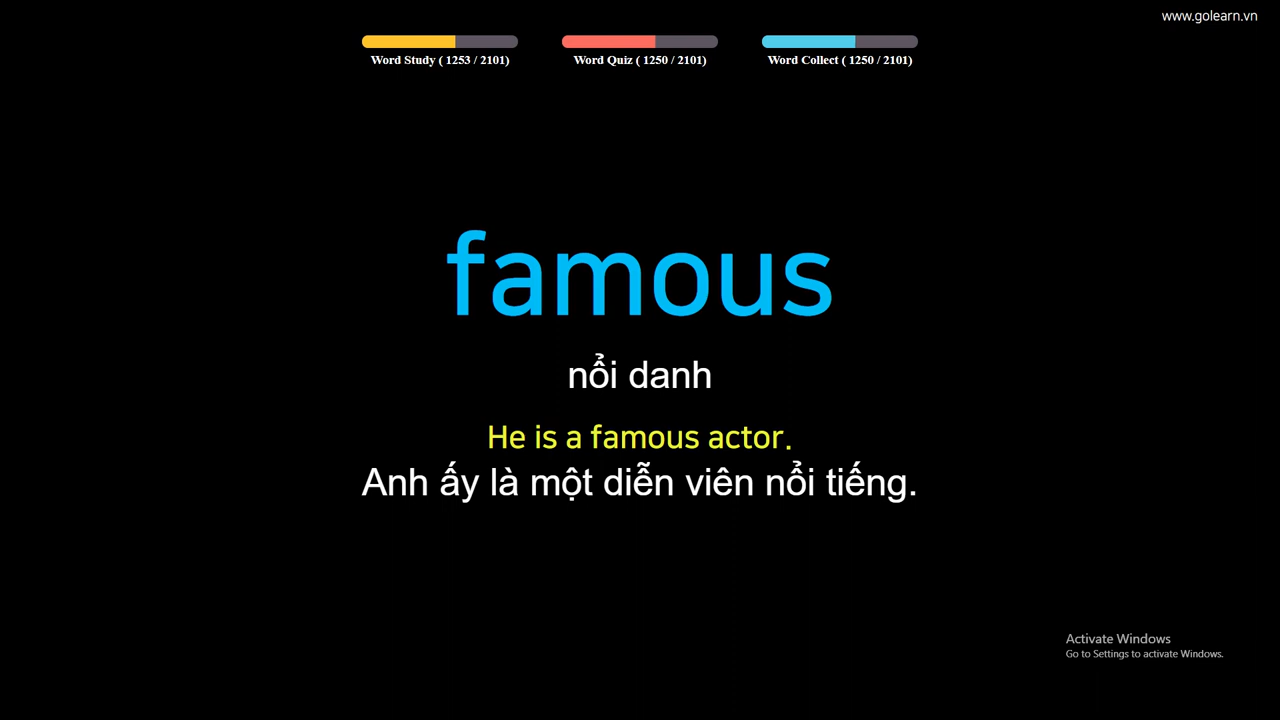 www.golearn.vn
Word Study ( 1253 / 2101) Word Quiz ( 1250 / 2101) Word Collect ( 1250 / 2101)
famous
nổi danh
He is a famous actor.
Anh ấy là một diễn viên nổi tiếng.
Activate Windows
Go to Settings to activate Windows.